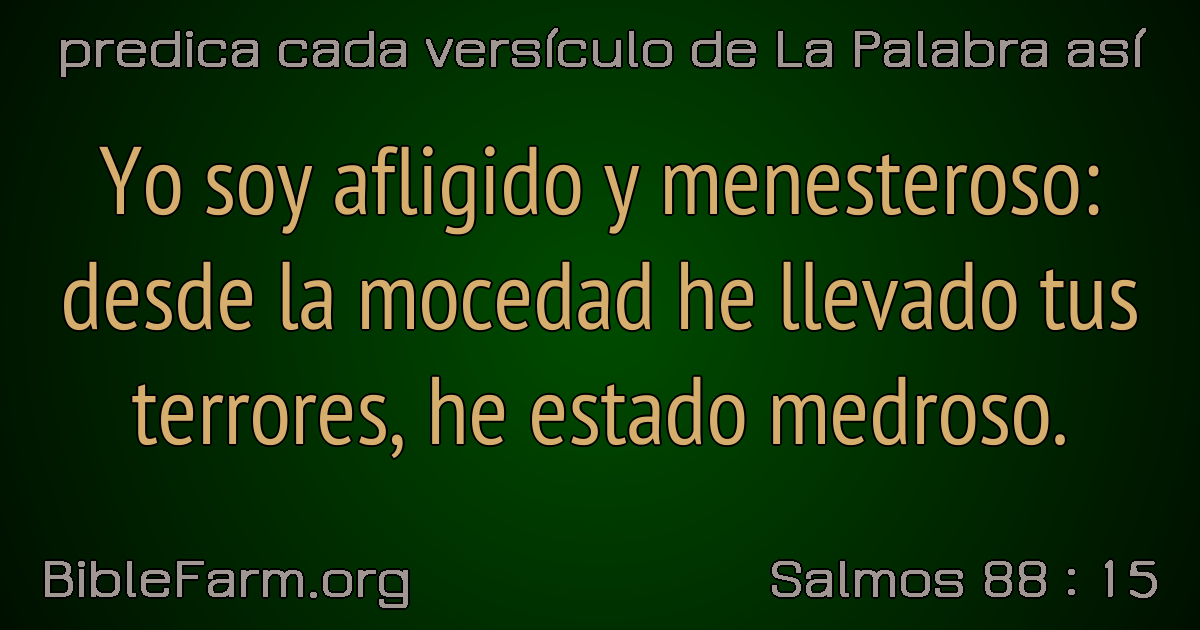 predica cada versículo de La Palabra así
Yo soy afligido y menesteroso:
desde la mocedad he llevado tus
terrores, he estado medroso.
BibleFarm.org
Salmos 88 : 15